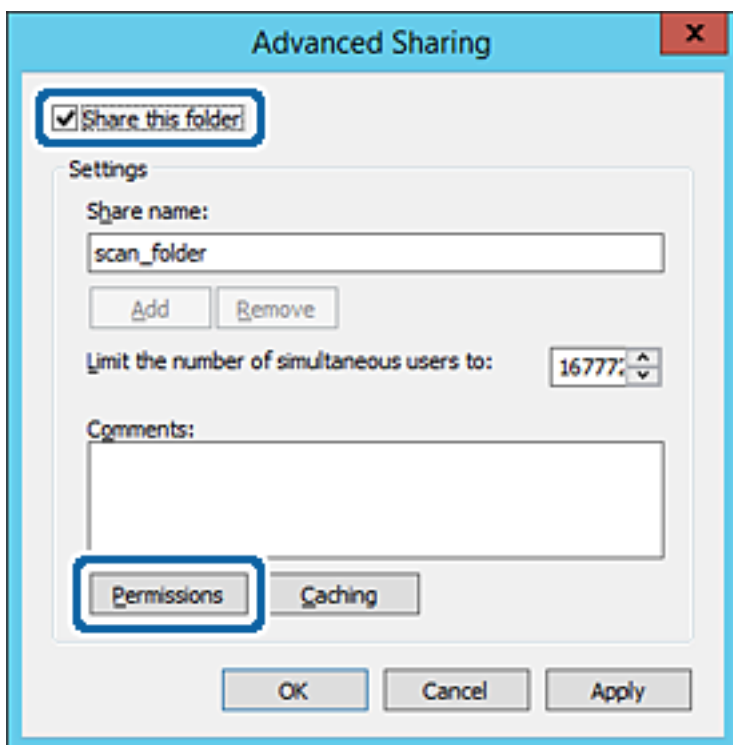 Advanced Sharing
Share this folder
Settings
Share name:
scan_folder
Add Remove
Limit the number of simultaneous users to:
Comments:
Permissions Caching
OK Cancel Apply